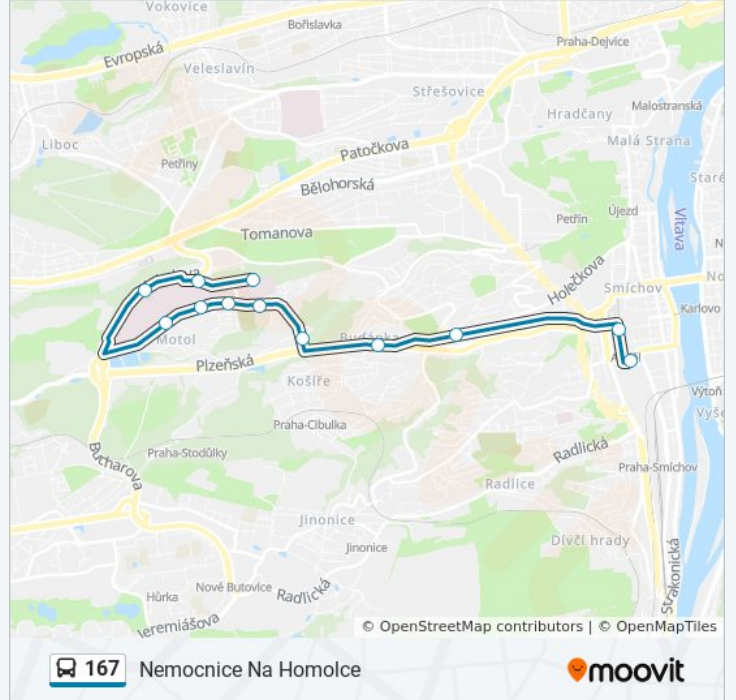 Vokovice
Bořislavka
Praha-Dejvice
Evropská
Veleslavín
Střešovice
Malostranská
Hradčany
Liboc
Malá Strana
Patočkova
Petřiny
Bělohorská
Staré
Petřín
Újezd
Vltava
Tomanova
Holečkova
Smíchov
Karlovo
Motol
Plzeňská
Košíře
Výtoň
Vyše
Praha-Cibulka
Radlická
Bucharova
Praha-Stodůlky
Praha-Smíchov
Radlice
Jinonice
Dívčí hrady
Jinonice
Strakonická
Nové Butovice
Radlická
Hůrka
Jeremiášova
© OpenStreetMap contributors | © OpenMapTiles
167 Nemocnice Na Homolce
moovit